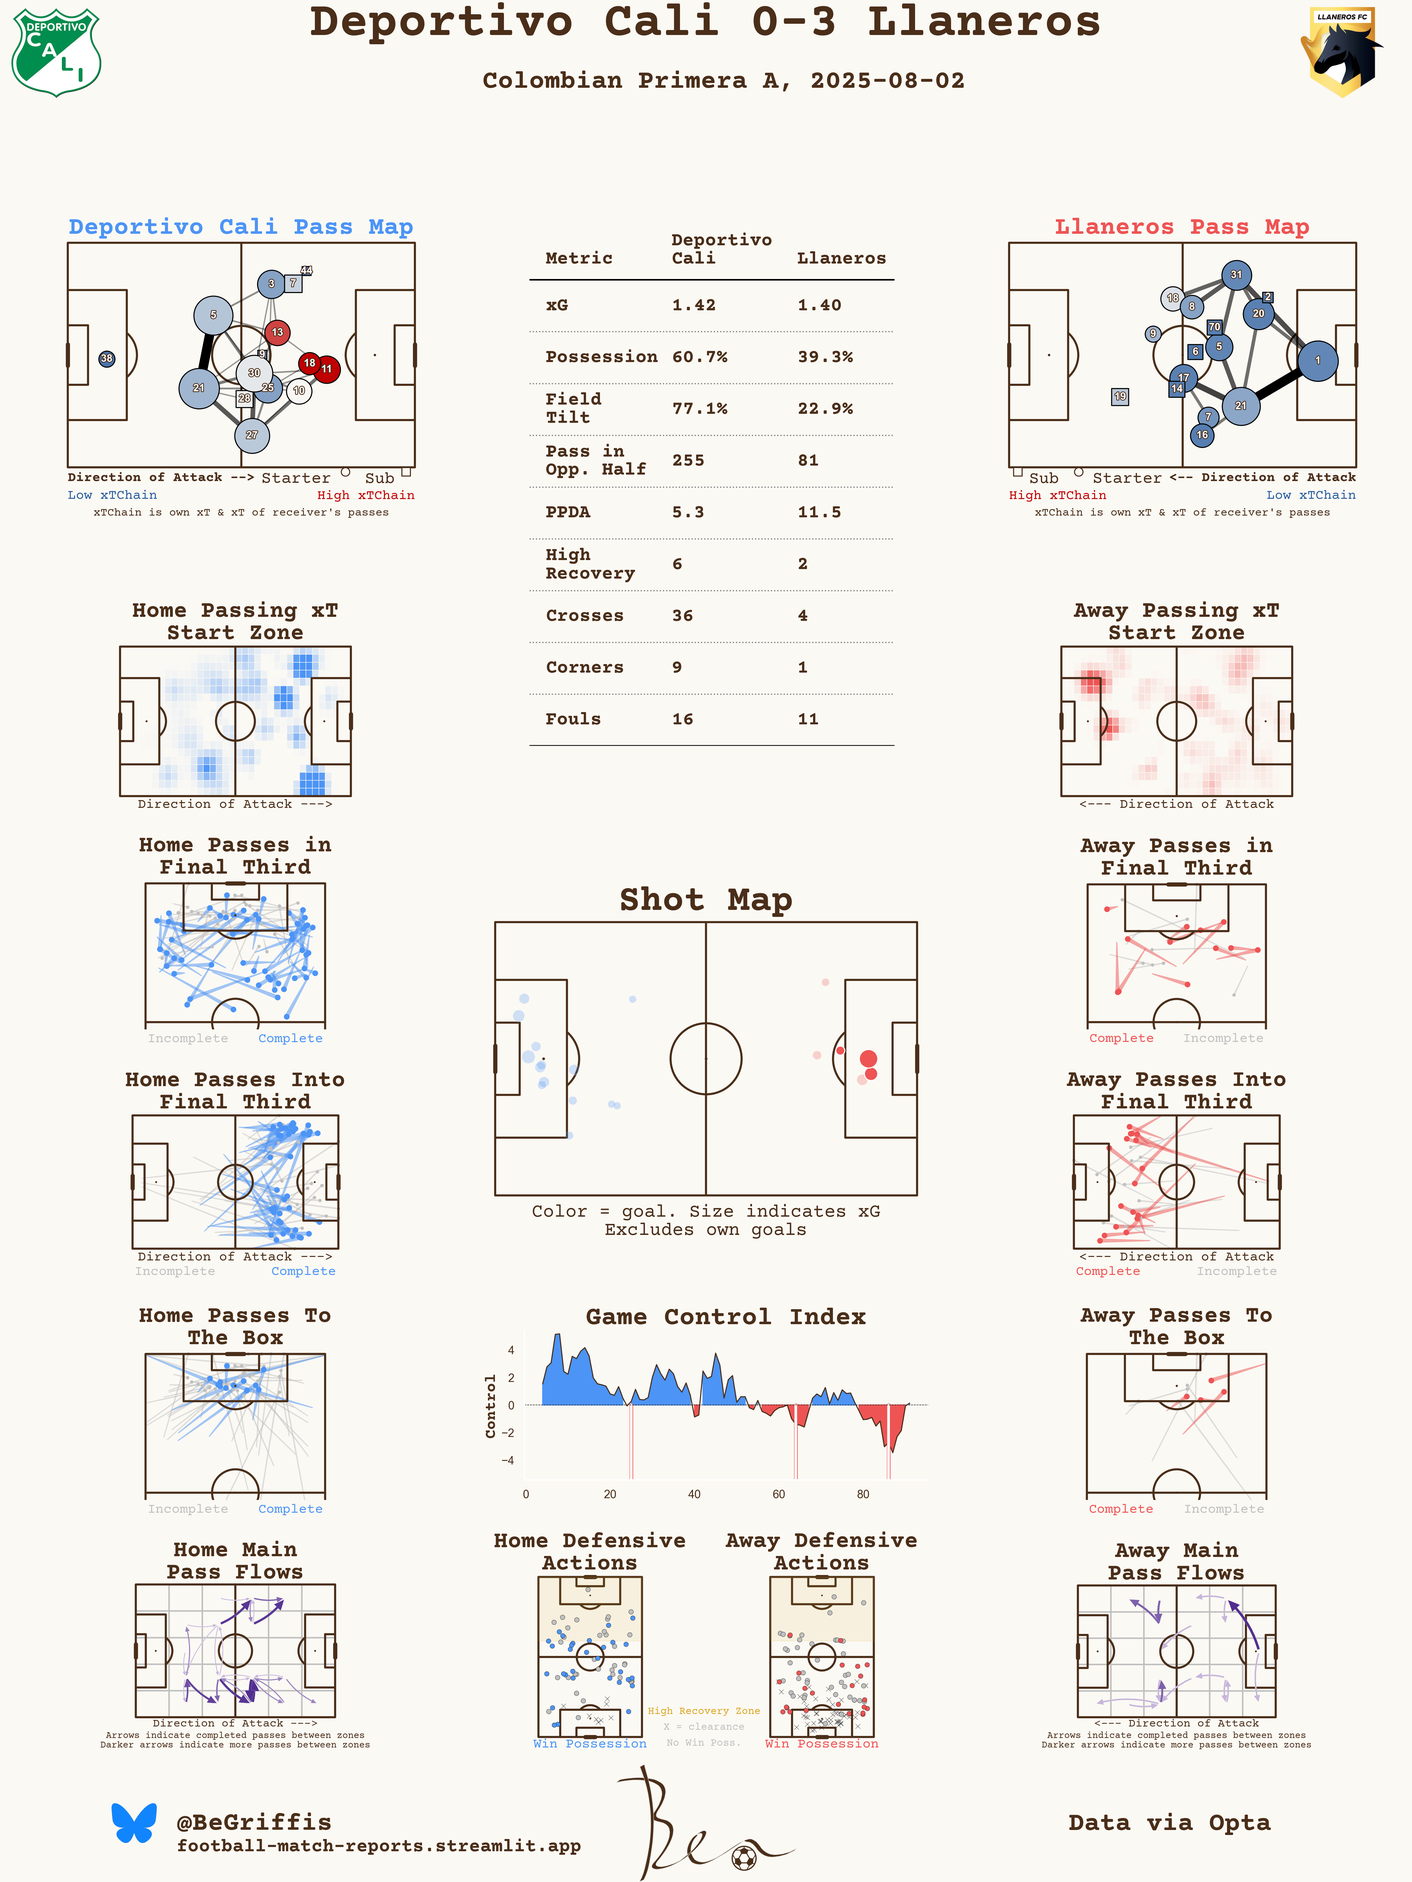 Deportivo Cali 0-3 Llaneros
Colombian Primera A, 2025-08-02
DEPORTIVO
CALI
LLANEROS FC
Deportivo Cali Pass Map
44
3
7
5
13
9
38
18
11
30
21
25
10
28
27
Direction of Attack --> Starter Sub
Low xTChain High xTChain
xTChain is own xT & xT of receiver's passes
Metric Deportivo Cali Llaneros
xG 1.42 1.40
Possession 60.7% 39.3%
Field Tilt 77.1% 22.9%
Pass in Opp. Half 255 81
PPDA 5.3 11.5
High Recovery 6 2
Crosses 36 4
Corners 9 1
Fouls 16 11
Llaneros Pass Map
31
18
8
2
20
70
9
5
6
1
17
14
19
21
7
16
Sub Starter <-- Direction of Attack
High xTChain Low xTChain
xTChain is own xT & xT of receiver's passes
Home Passing xT
Start Zone
Direction of Attack --->
Away Passing xT
Start Zone
<--- Direction of Attack
Home Passes in
Final Third
Incomplete Complete
Away Passes in
Final Third
Complete Incomplete
Shot Map
Color = goal. Size indicates xG
Excludes own goals
Home Passes Into
Final Third
Direction of Attack --->
Incomplete Complete
Away Passes Into
Final Third
<--- Direction of Attack
Complete Incomplete
Home Passes To
The Box
Incomplete Complete
Game Control Index
Control
4
2
0
−2
−4
0 20 40 60 80
Away Passes To
The Box
Complete Incomplete
Home Main
Pass Flows
Direction of Attack --->
Arrows indicate completed passes between zones
Darker arrows indicate more passes between zones
Home Defensive
Actions
Win Possession
Away Defensive
Actions
Win Possession
High Recovery Zone
X = clearance
No Win Poss.
Away Main
Pass Flows
<--- Direction of Attack
Arrows indicate completed passes between zones
Darker arrows indicate more passes between zones
@BeGriffis
football-match-reports.streamlit.app
Ben
Data via Opta